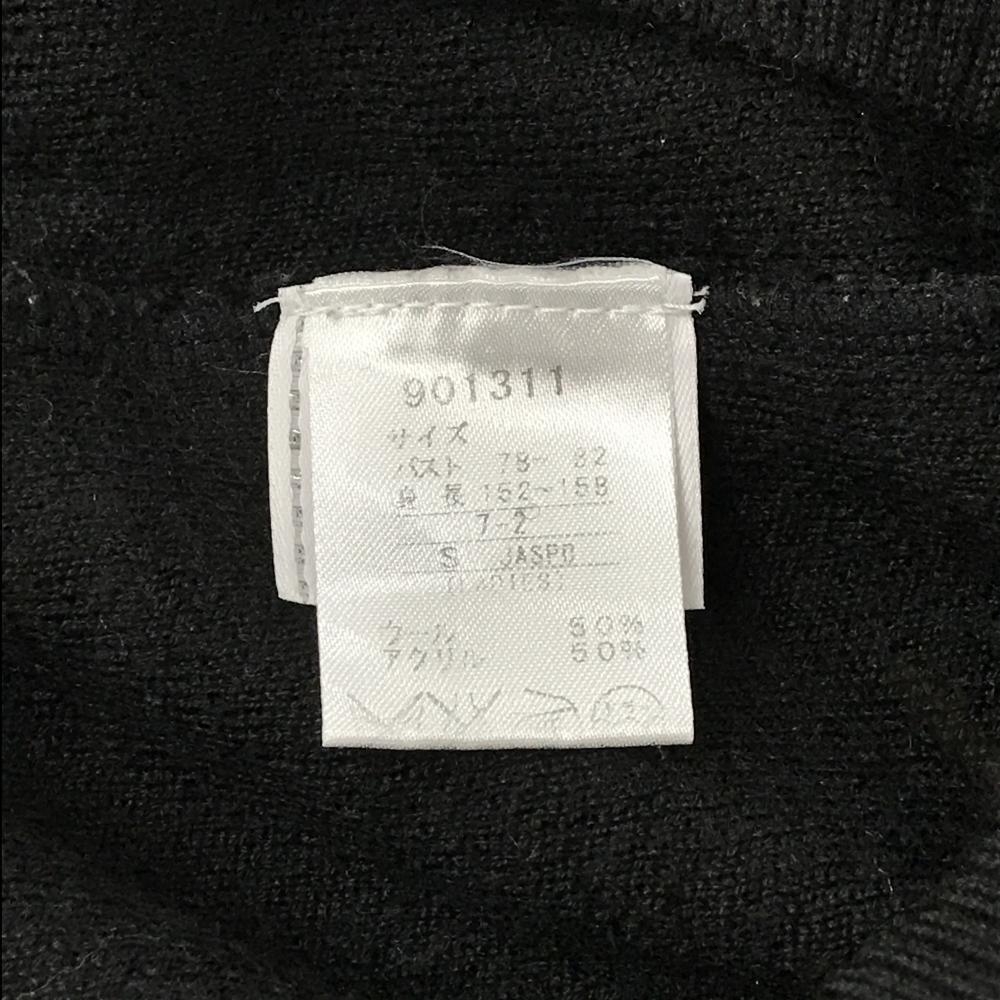 901311
サイズ
バスト 78～ 82
身 長 152～158
7-2
S JASPO
ウール 50%
アクリル 50%